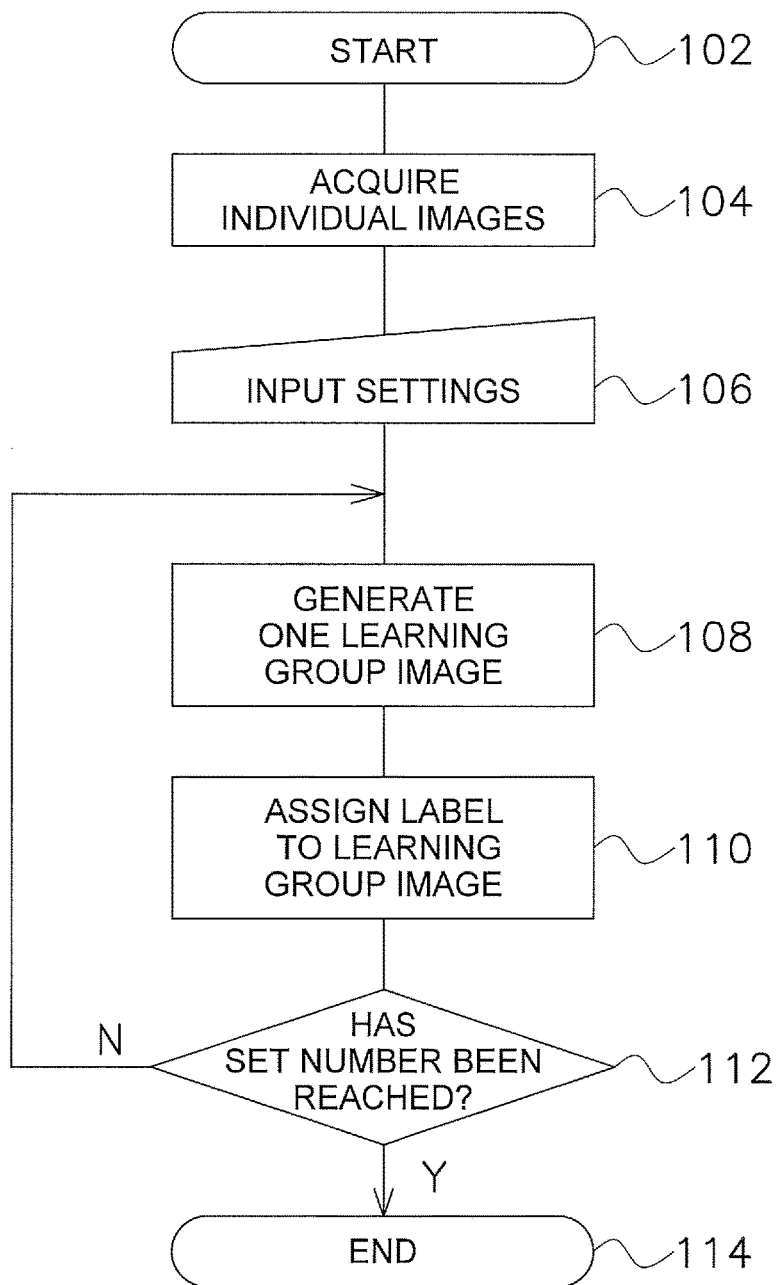 START
102
ACQUIRE
INDIVIDUAL IMAGES
104
INPUT SETTINGS
106
GENERATE
ONE LEARNING
GROUP IMAGE
108
ASSIGN LABEL
TO LEARNING
GROUP IMAGE
110
HAS
SET NUMBER BEEN
REACHED?
N
112
Y
END
114